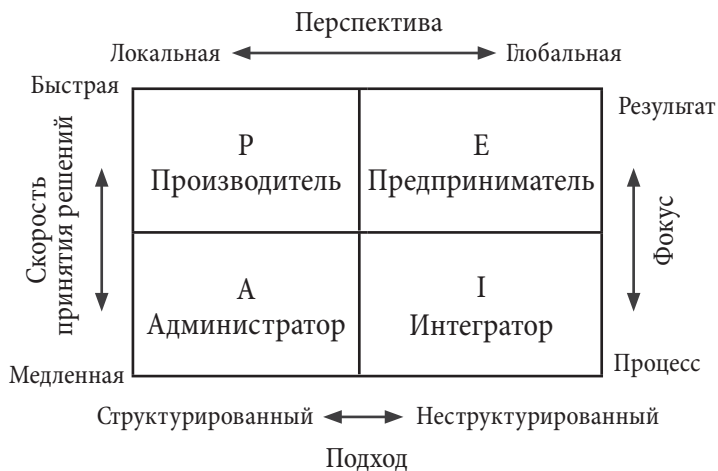 Перспектива
Локальная Глобальная
Быстрая
Результат
P
Производитель
E
Предприниматель
Скорость
принятия решений
Фокус
A
Администратор
I
Интегратор
Медленная
Процесс
Структурированный Неструктурированный
Подход